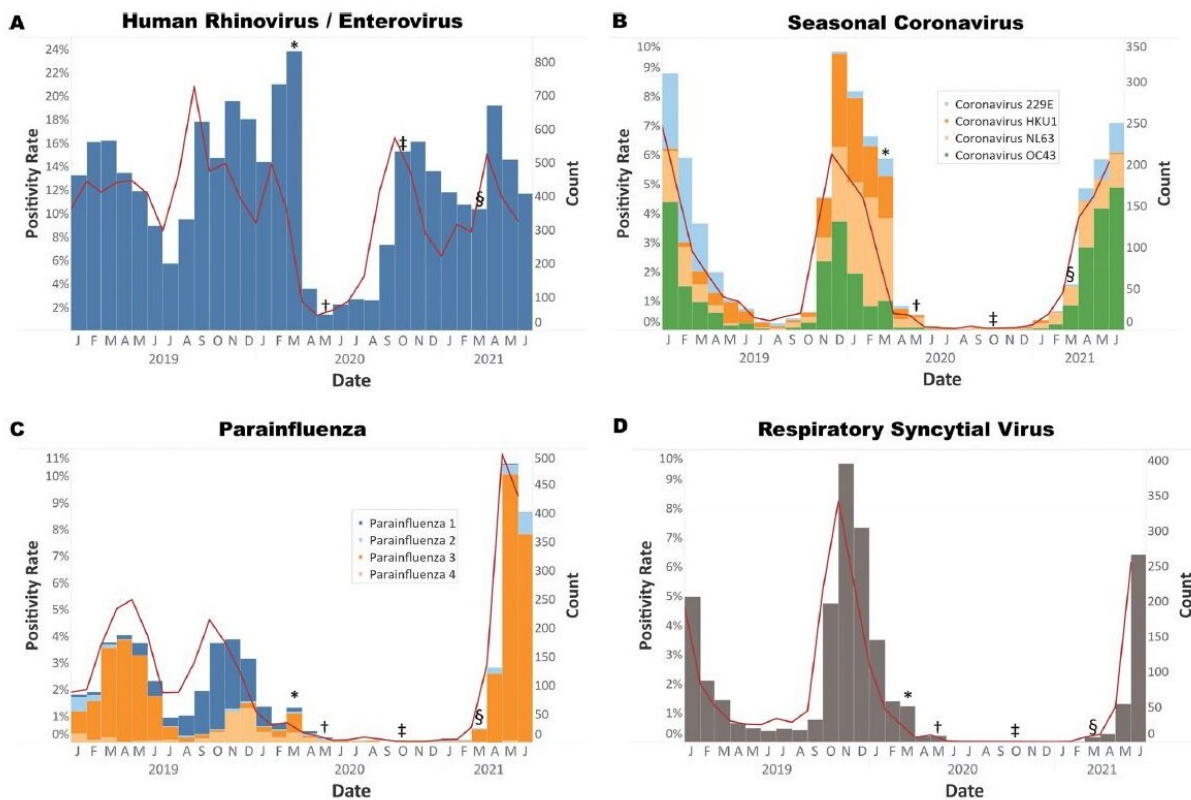 A
Human Rhinovirus / Enterovirus
24%
22%
20%
18%
16%
14%
12%
10%
8%
6%
4%
2%
Positivity Rate
800
700
600
500
400
300
200
100
0
Count
*
†
‡
§
J F M A M J J A S O N D J F M A M J J A S O N D J F M A M J
2019 2020 2021
Date
B
Seasonal Coronavirus
10%
9%
8%
7%
6%
5%
4%
3%
2%
1%
0%
Positivity Rate
350
300
250
200
150
100
50
0
Count
Coronavirus 229E
Coronavirus HKU1
Coronavirus NL63
Coronavirus OC43
*
†
‡
§
J F M A M J J A S O N D J F M A M J J A S O N D J F M A M J
2019 2020 2021
Date
C
Parainfluenza
11%
10%
9%
8%
7%
6%
5%
4%
3%
2%
1%
0%
Positivity Rate
500
450
400
350
300
250
200
150
100
50
0
Count
Parainfluenza 1
Parainfluenza 2
Parainfluenza 3
Parainfluenza 4
*
†
‡
§
J F M A M J J A S O N D J F M A M J J A S O N D J F M A M J
2019 2020 2021
Date
D
Respiratory Syncytial Virus
10%
9%
8%
7%
6%
5%
4%
3%
2%
1%
0%
Positivity Rate
400
350
300
250
200
150
100
50
0
Count
*
†
‡
§
J F M A M J J A S O N D J F M A M J J A S O N D J F M A M J
2019 2020 2021
Date